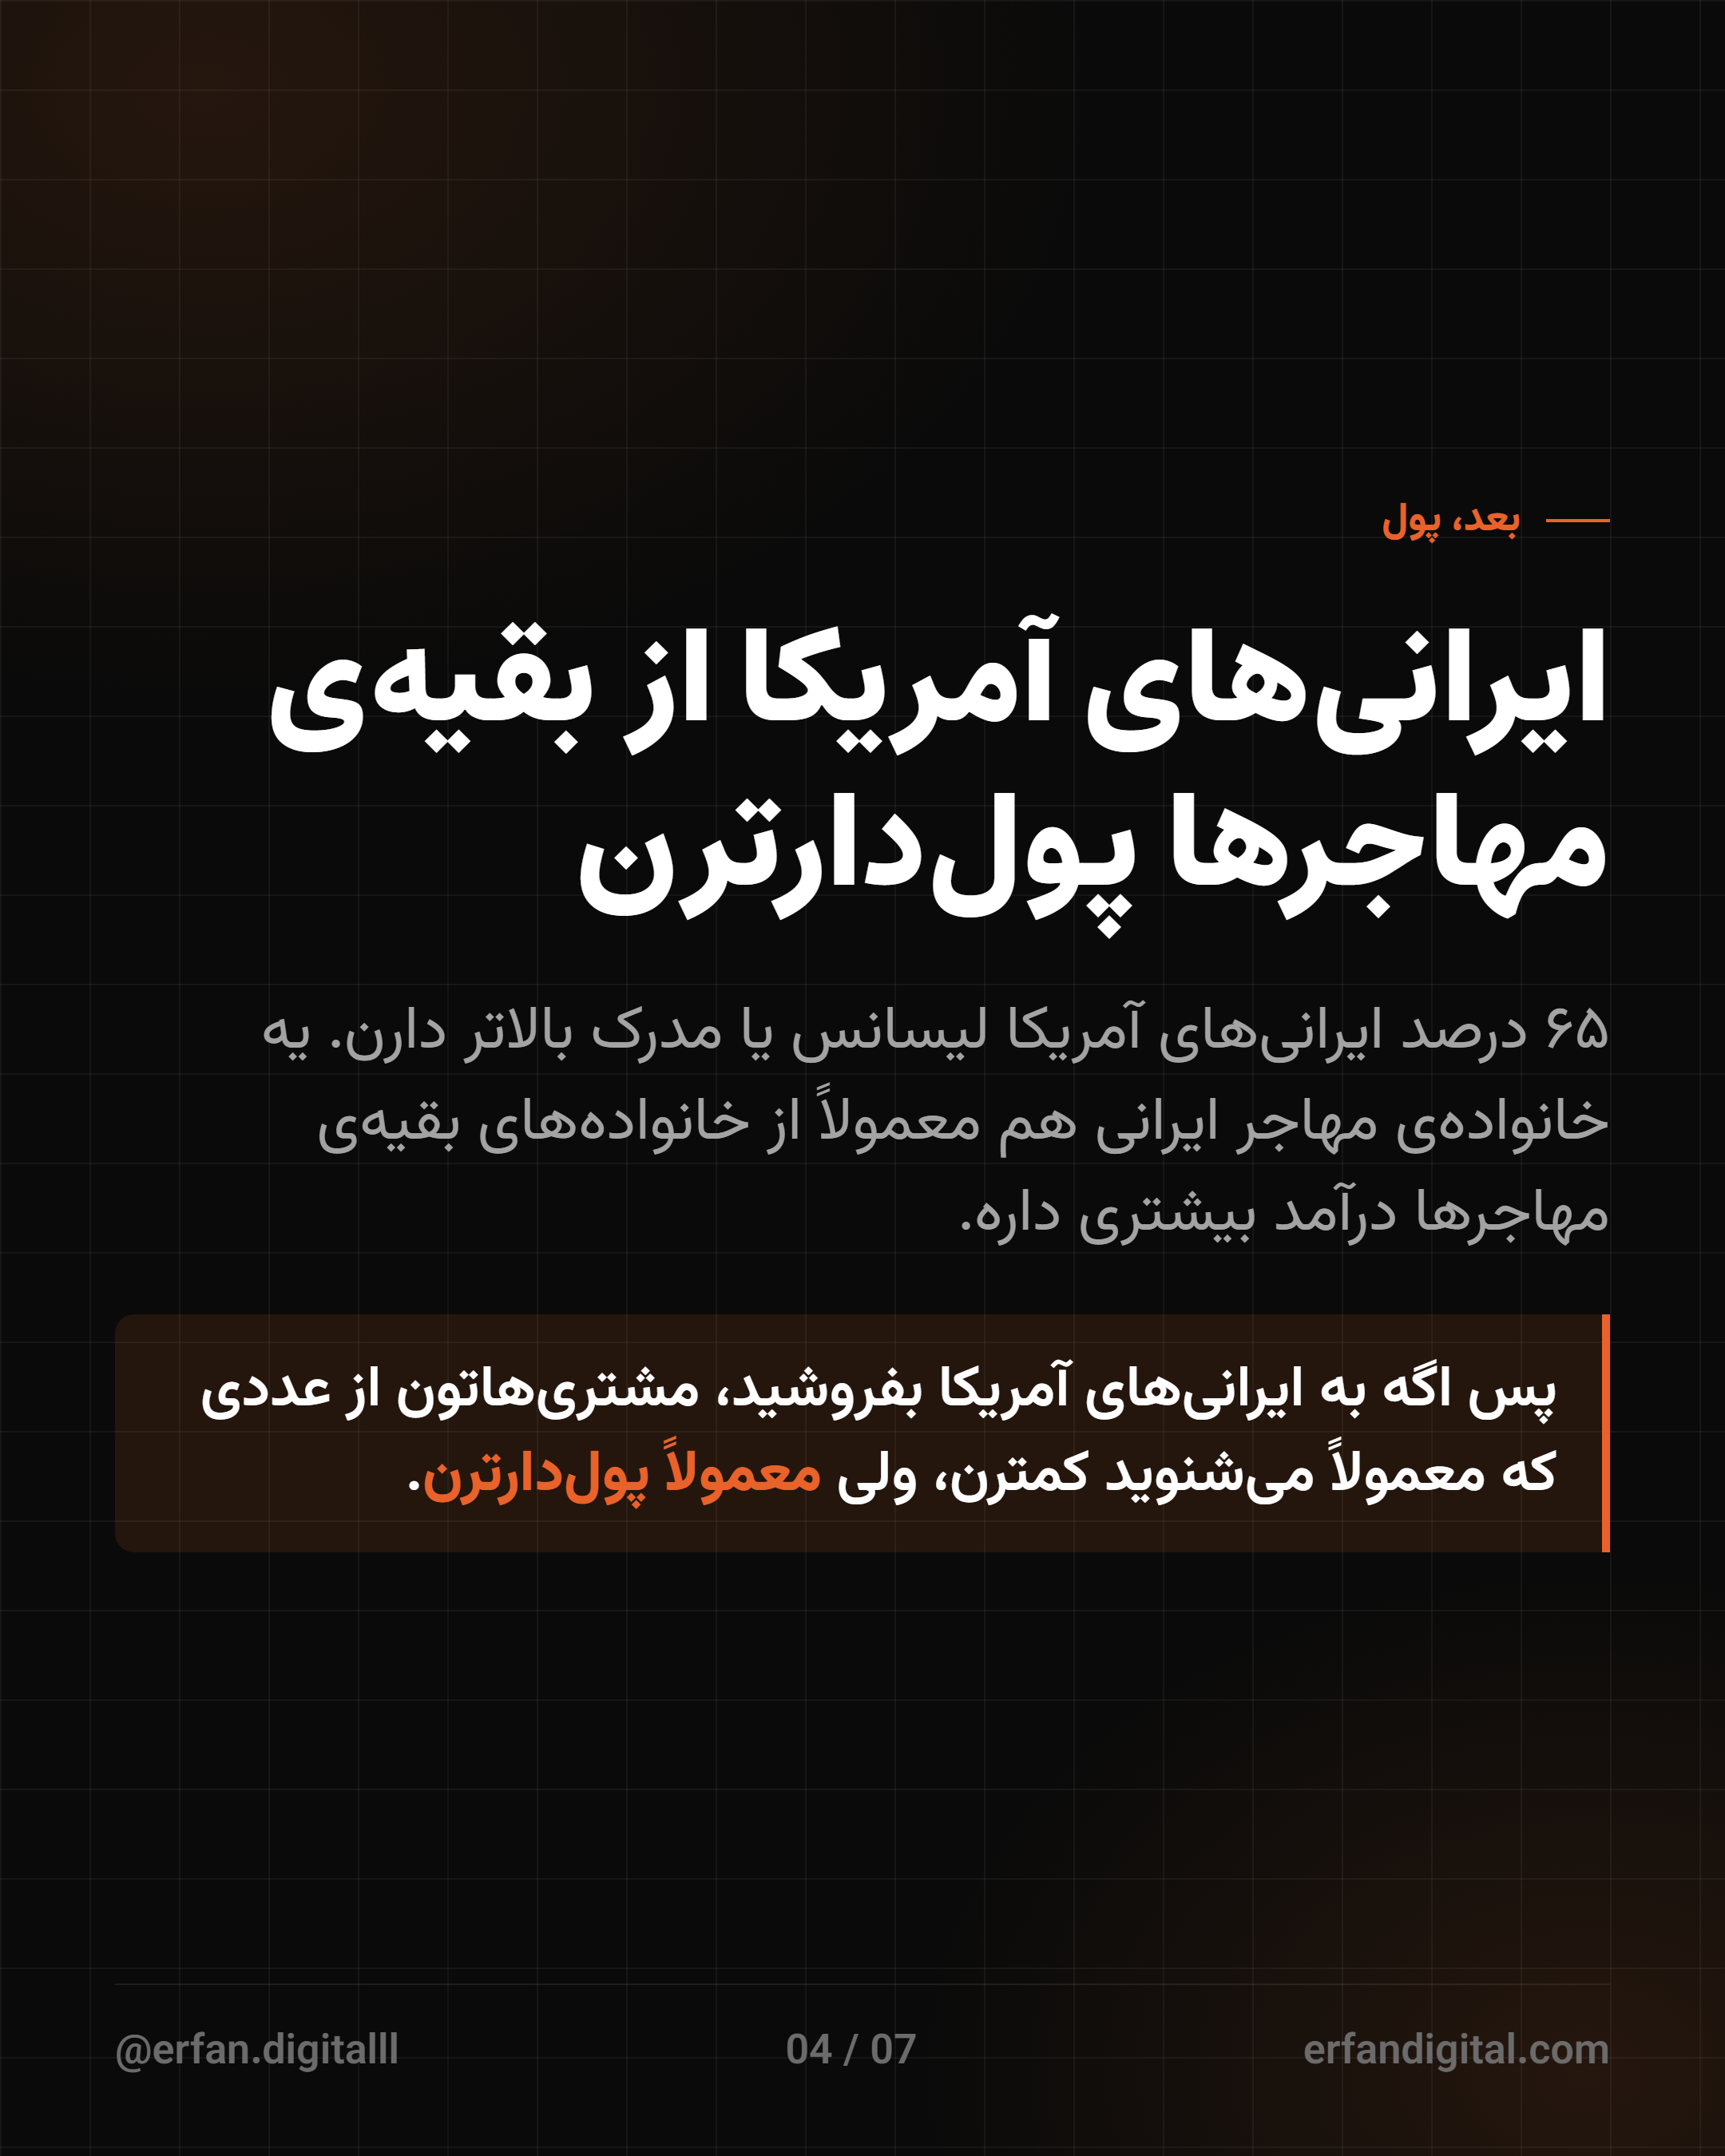 بعد، پول
ایرانی‌های آمریکا از بقیه‌ی
مهاجرها پول‌دارترن
۶۵ درصد ایرانی‌های آمریکا لیسانس یا مدرک بالاتر دارن. یه
خانواده‌ی مهاجر ایرانی هم معمولاً از خانواده‌های بقیه‌ی
مهاجرها درآمد بیشتری داره.
پس اگه به ایرانی‌های آمریکا بفروشید، مشتری‌هاتون از عددی
که معمولاً می‌شنوید کمترن، ولی معمولاً پول‌دارترن.
@erfan.digitalll
04 / 07
erfandigital.com